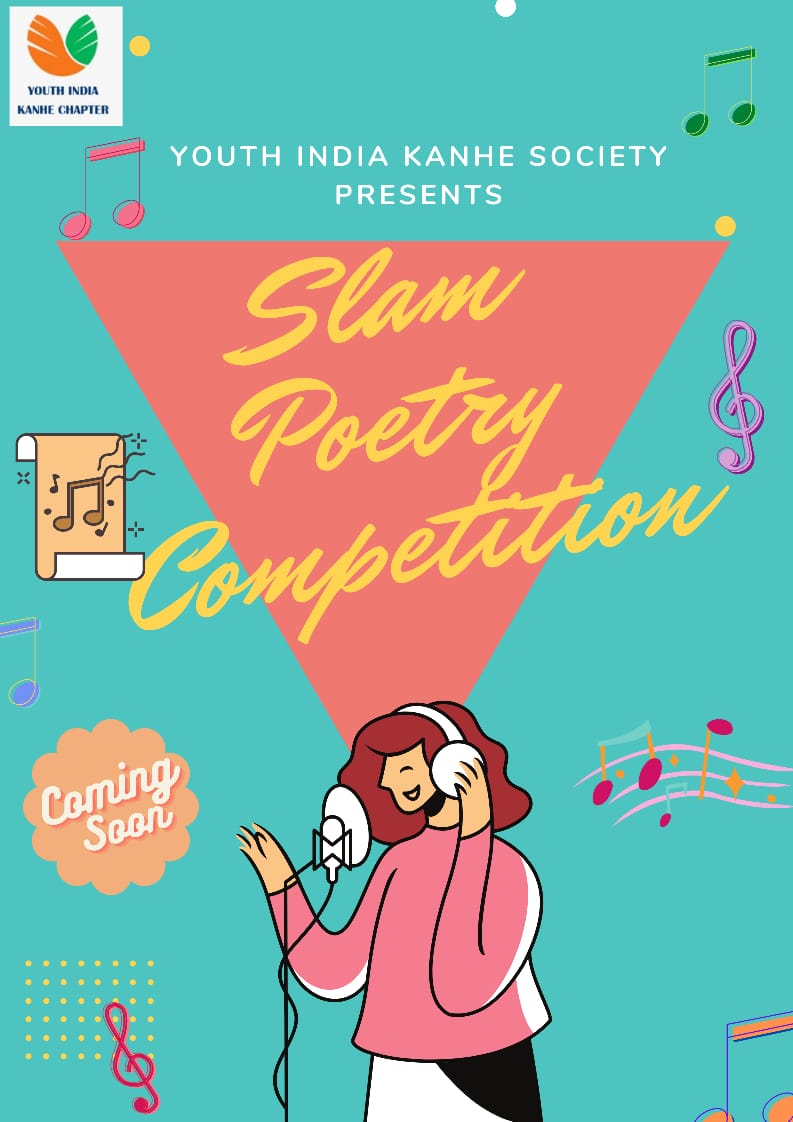 YOUTH INDIA
KANHE CHAPTER
YOUTH INDIA KANHE SOCIETY
PRESENTS
Slam
Poetry
Competition
Coming
Soon